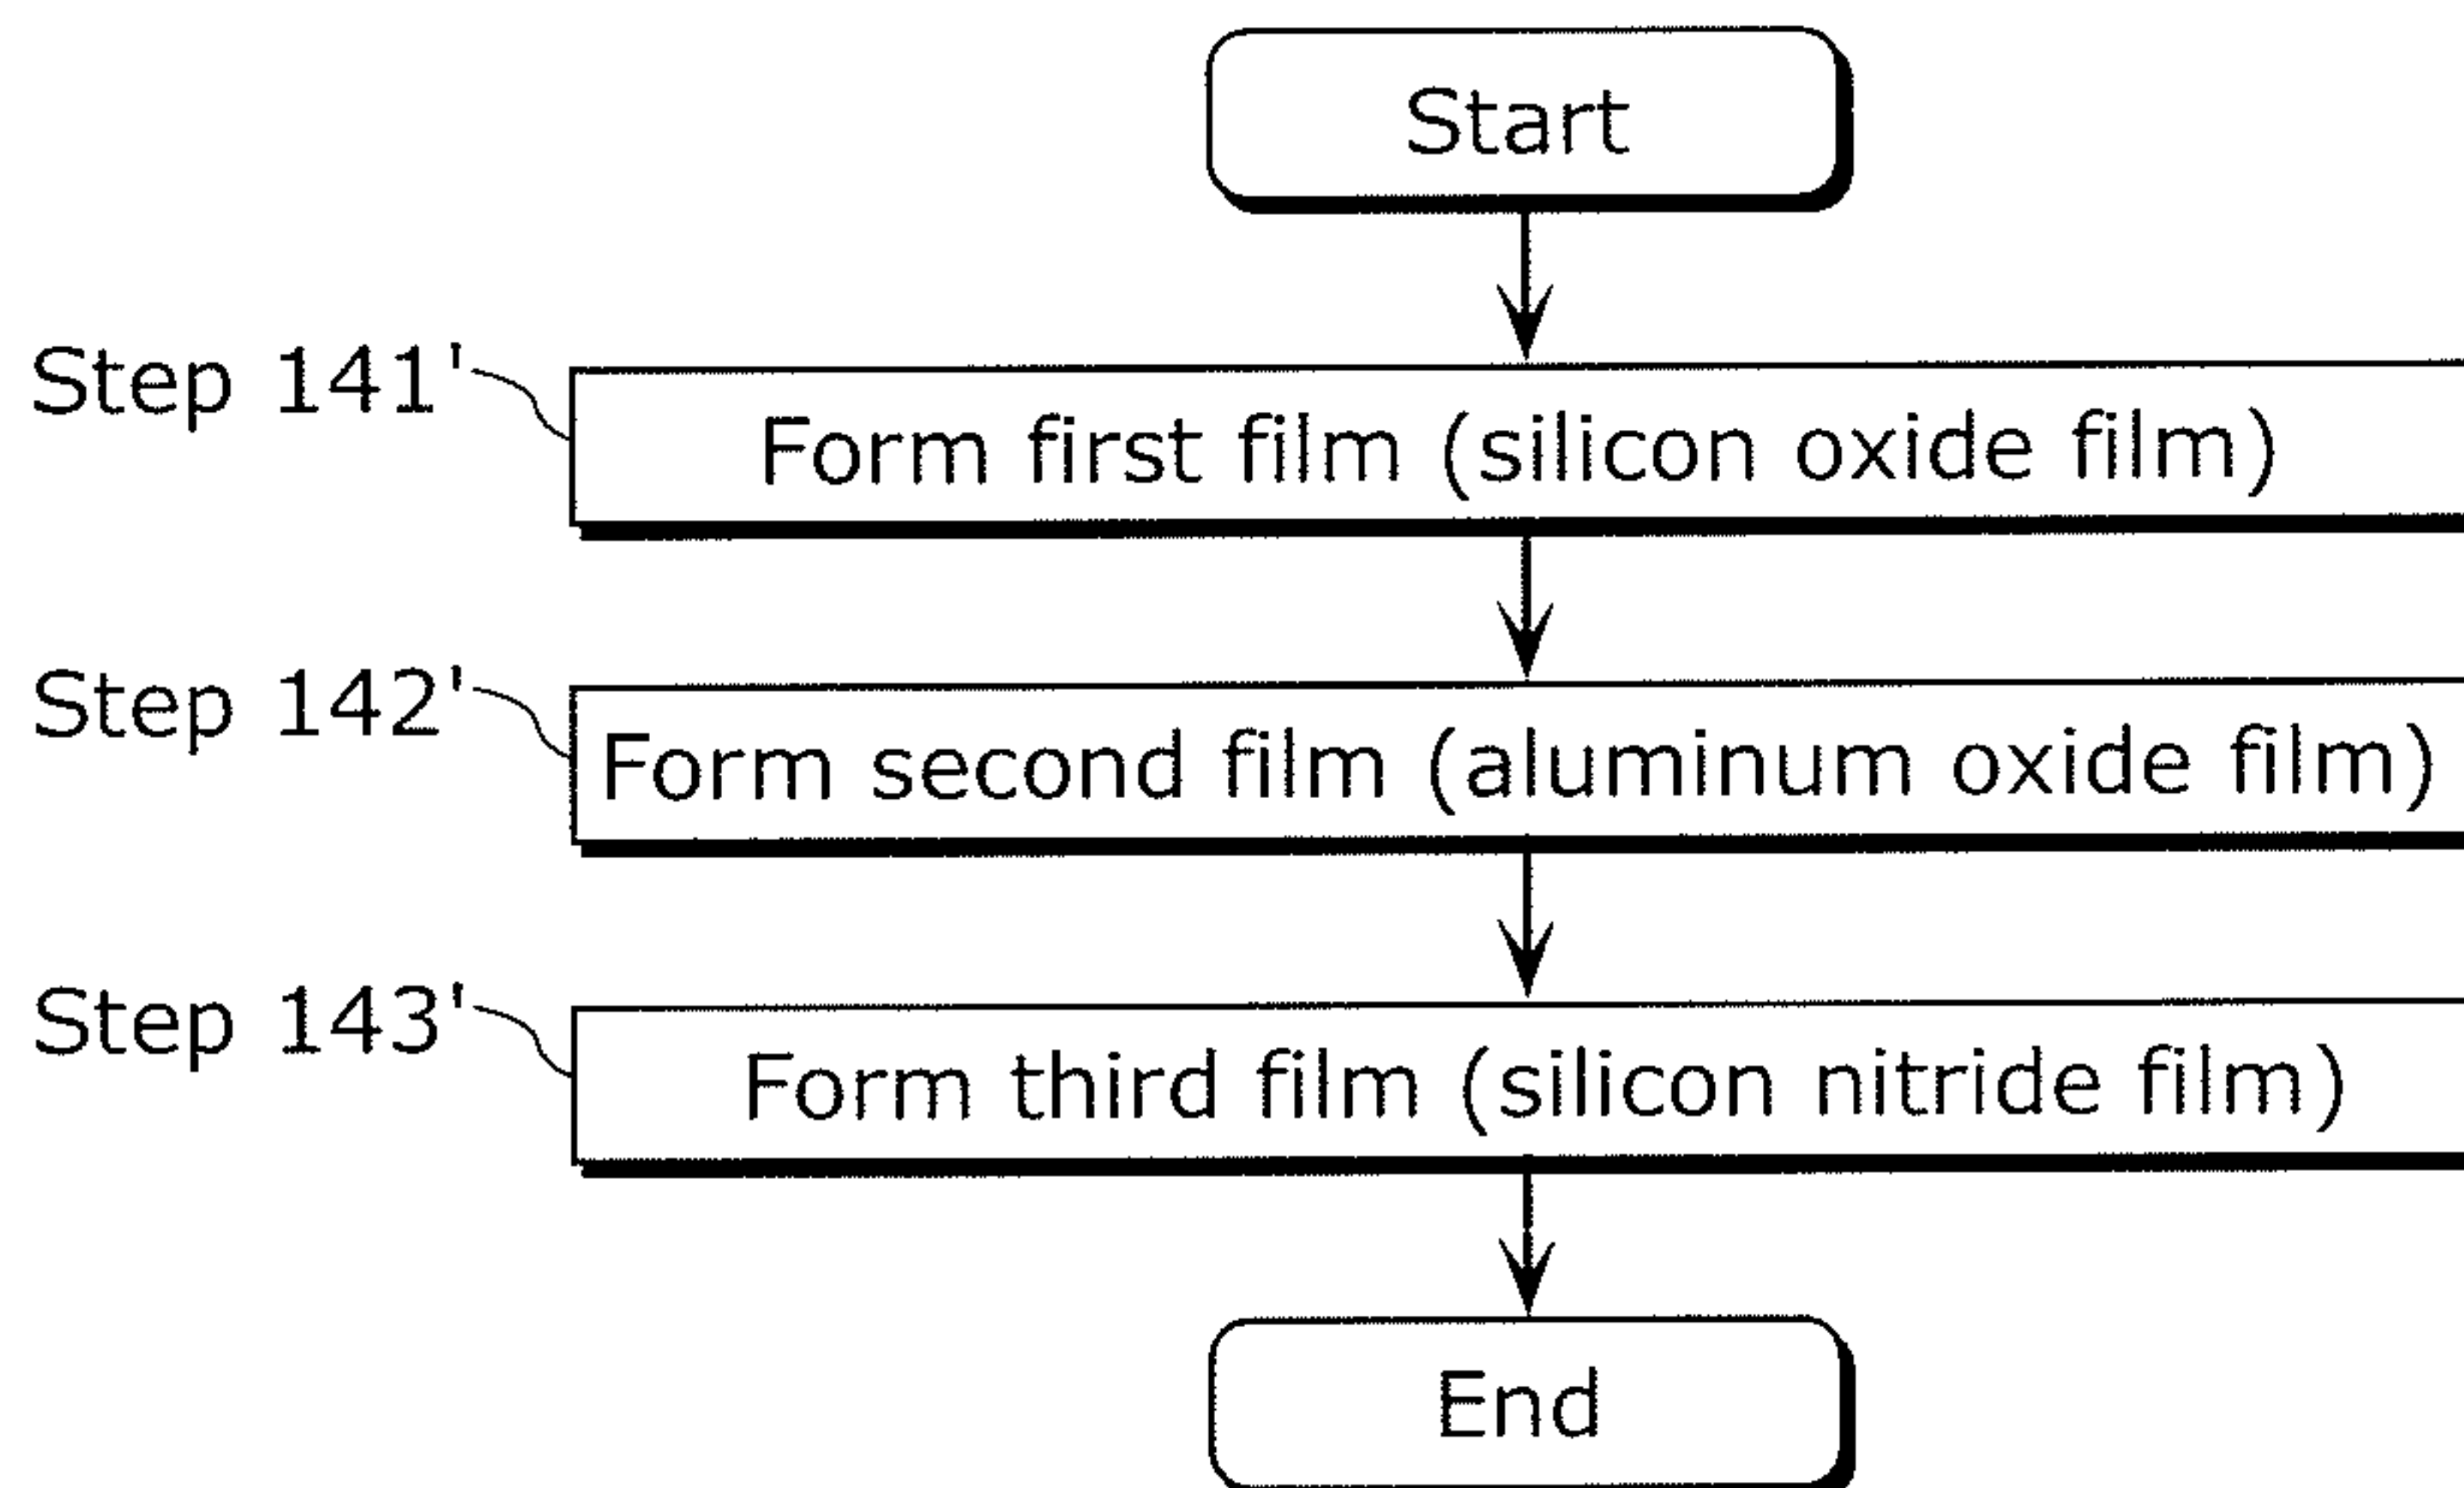 Start
Step 141'
Form first film (silicon oxide film)
Step 142'
Form second film (aluminum oxide film)
Step 143'
Form third film (silicon nitride film)
End